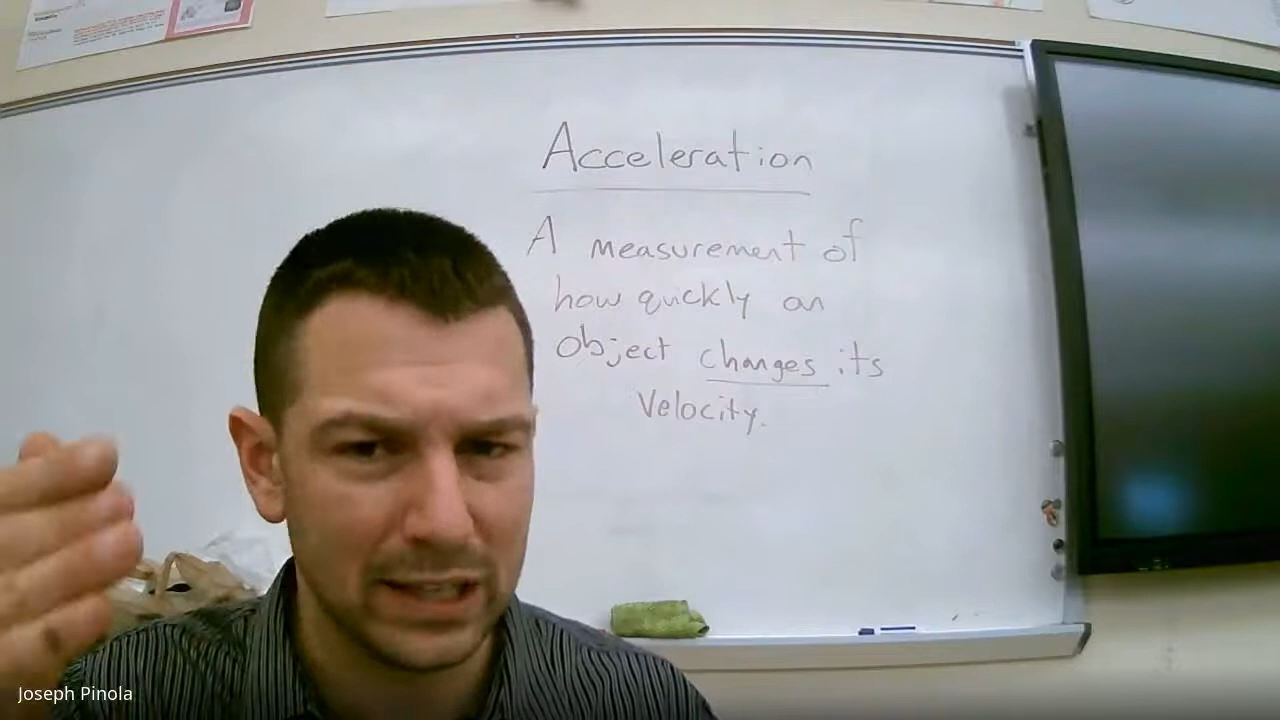 Acceleration
A measurement of
how quickly an
object changes its
velocity.
Joseph Pinola